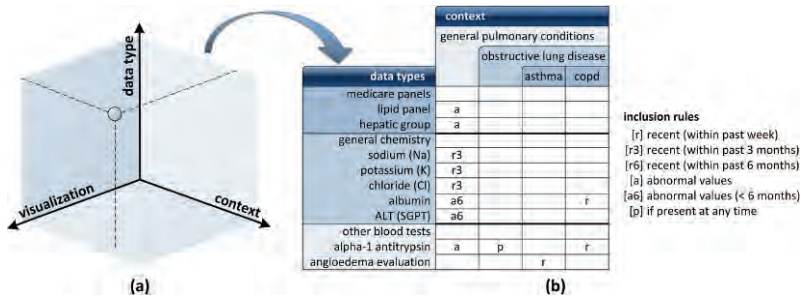 data type
visualization
context
(a)
context
general pulmonary conditions
obstructive lung disease
data types asthma copd
medicare panels
lipid panel a
hepatic group a
general chemistry
sodium (Na) r3
potassium (K) r3
chloride (Cl) r3
albumin a6 r
ALT (SGPT) a6
other blood tests
alpha-1 antitrypsin a p r
angioedema evaluation r
(b)
inclusion rules
[r] recent (within past week)
[r3] recent (within past 3 months)
[r6] recent (within past 6 months)
[a] abnormal values
[a6] abnormal values (< 6 months)
[p] if present at any time